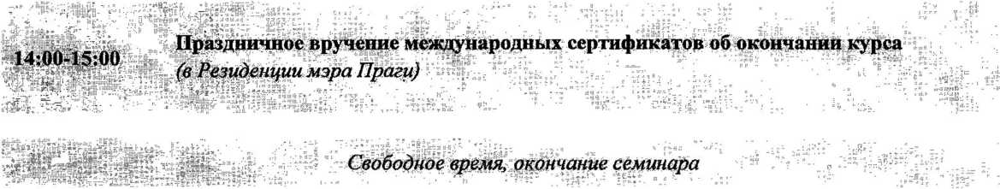 Праздничное вручение международных сертификатов об окончании курса
14:00-15:00
(в Резиденции мэра Праги)
Свободное время, окончание семинара